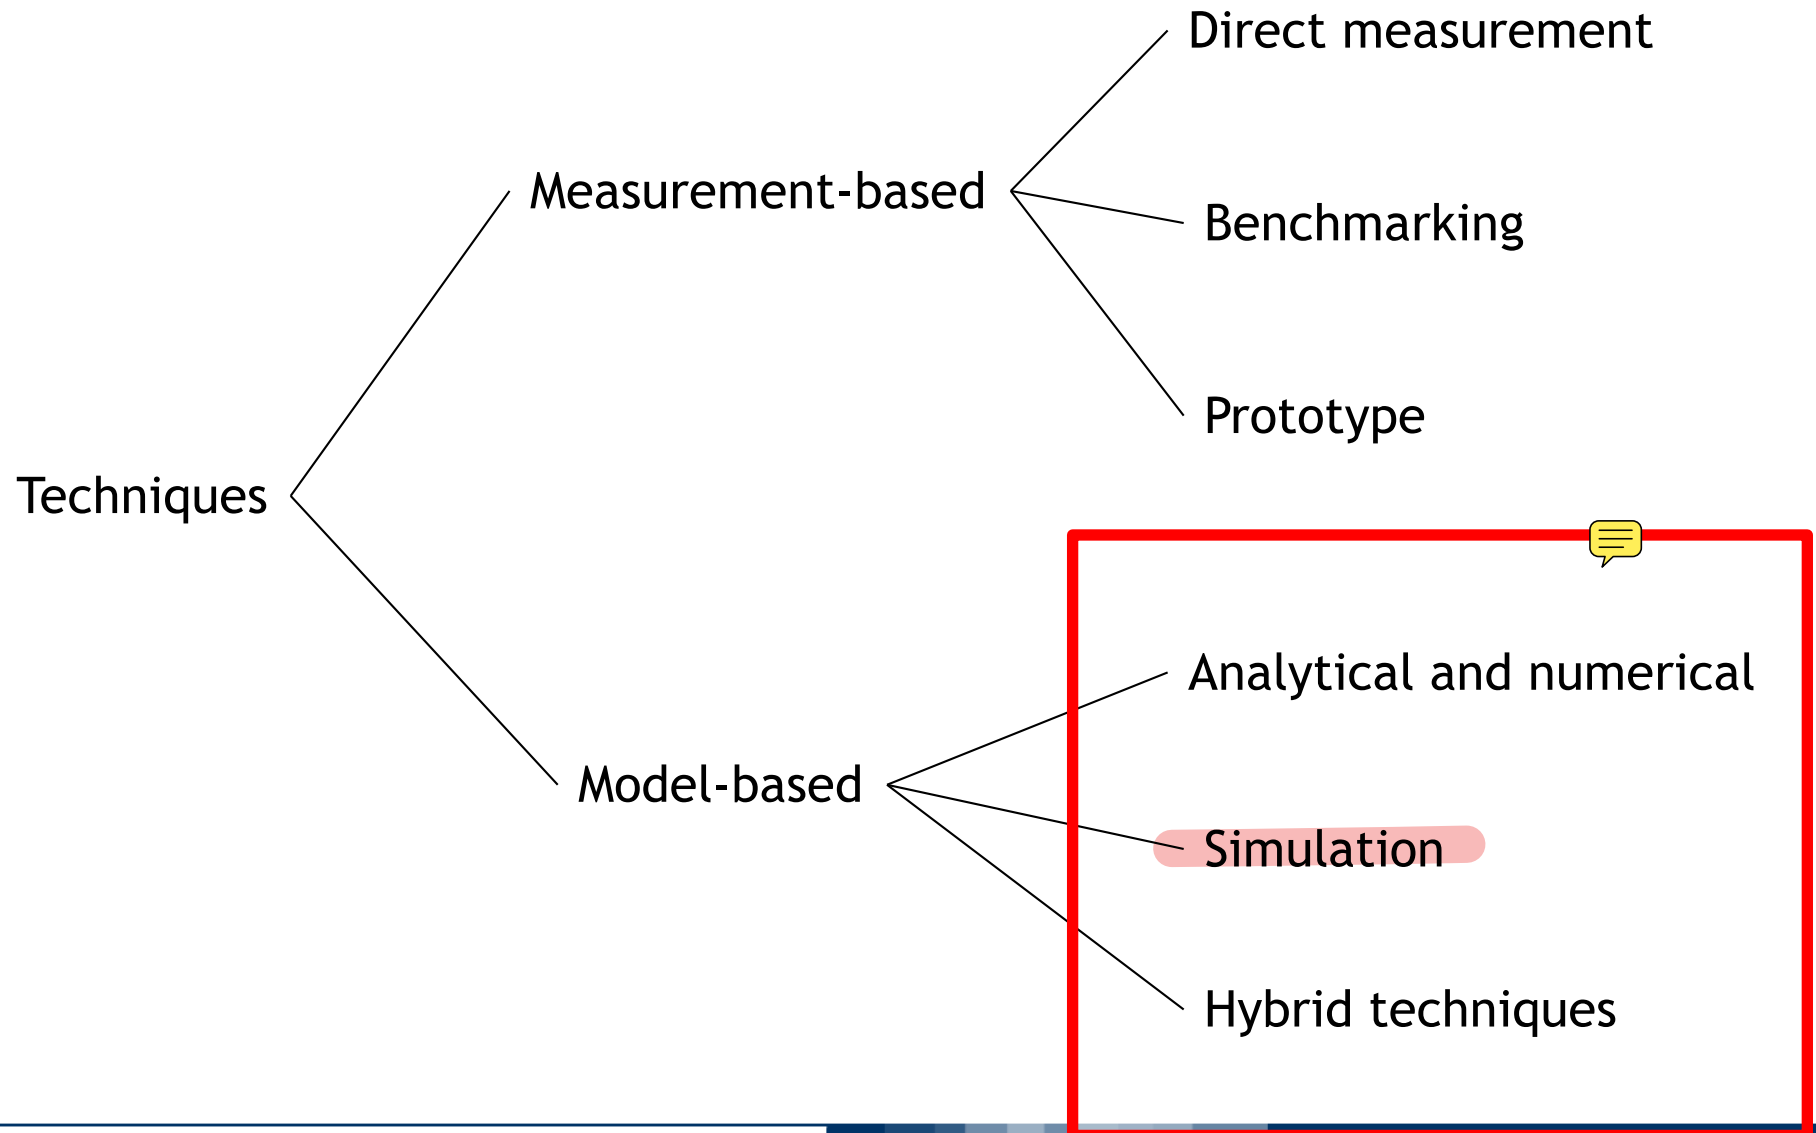 Direct measurement
Measurement-based
Benchmarking
Prototype
Techniques
Analytical and numerical
Model-based
Simulation
Hybrid techniques